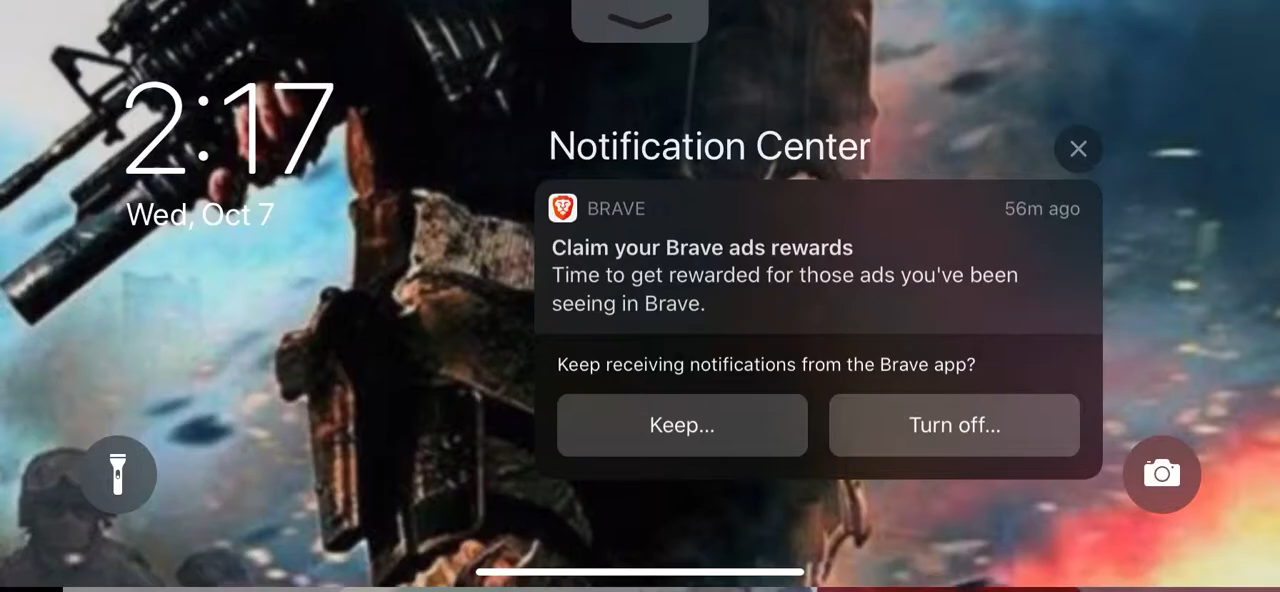 2:17
Wed, Oct 7
Notification Center
BRAVE 56m ago
Claim your Brave ads rewards
Time to get rewarded for those ads you've been
seeing in Brave.
Keep receiving notifications from the Brave app?
Keep... Turn off...